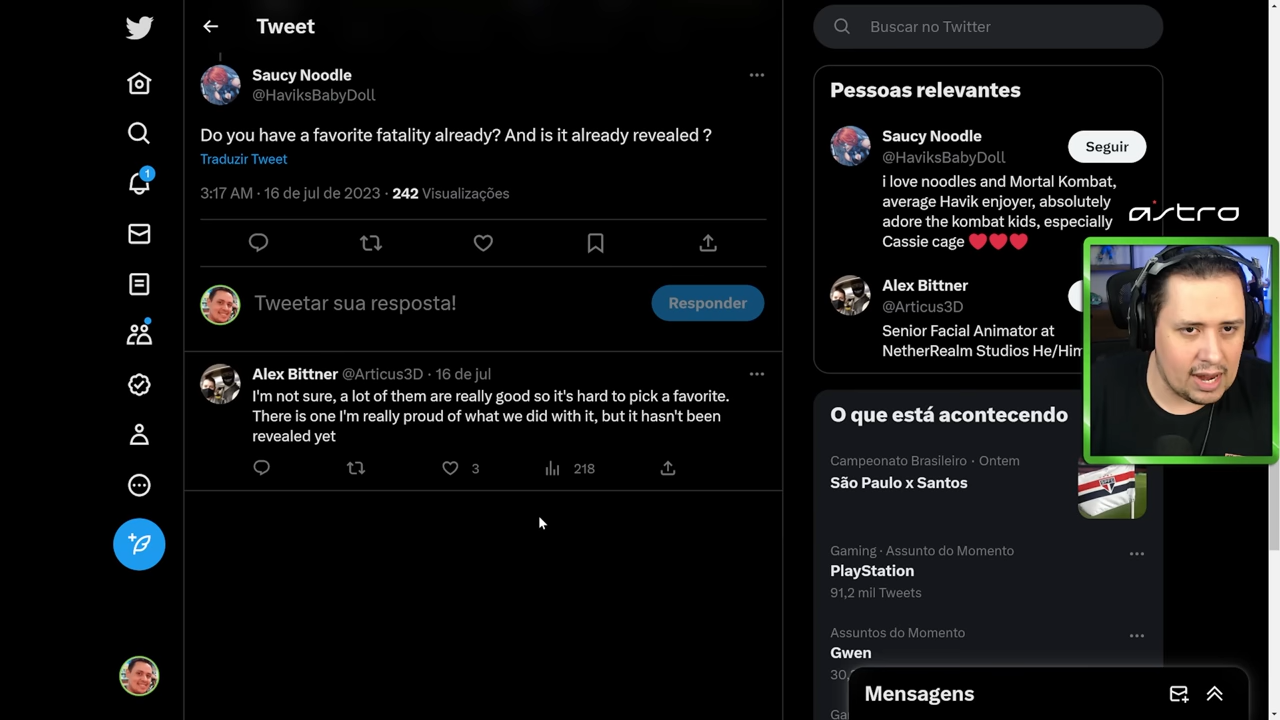 Tweet
Saucy Noodle
@HaviksBabyDoll
Do you have a favorite fatality already? And is it already revealed ?
Traduzir Tweet
3:17 AM · 16 de jul de 2023 · 242 Visualizações
Tweetar sua resposta!
Responder
Alex Bittner @Articus3D · 16 de jul
I'm not sure, a lot of them are really good so it's hard to pick a favorite.
There is one I'm really proud of what we did with it, but it hasn't been
revealed yet
3
218
1
Buscar no Twitter
Pessoas relevantes
Saucy Noodle
@HaviksBabyDoll
Seguir
i love noodles and Mortal Kombat,
average Havik enjoyer, absolutely
adore the kombat kids, especially
Cassie cage ❤️❤️❤️
astro
Alex Bittner
@Articus3D
Senior Facial Animator at
NetherRealm Studios He/Him
O que está acontecendo
Campeonato Brasileiro · Ontem
São Paulo x Santos
Gaming · Assunto do Momento
PlayStation
91,2 mil Tweets
Assuntos do Momento
Gwen
30,
Mensagens